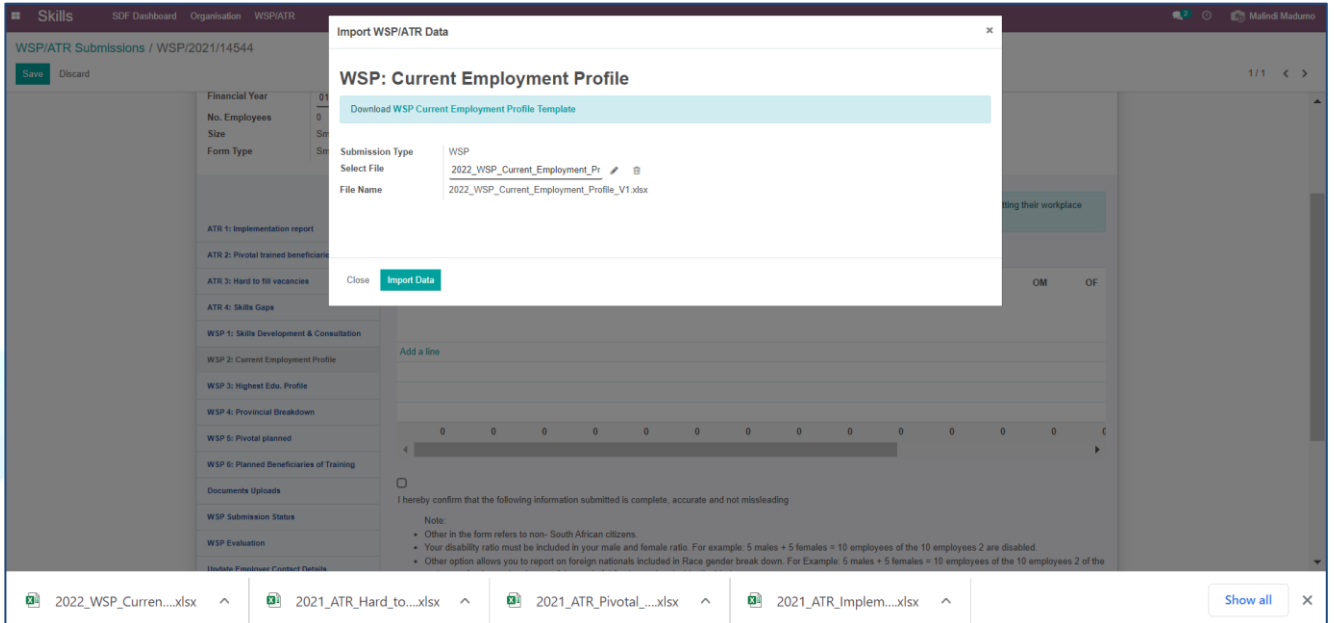 Skills SDF Dashboard Organisation WSP/ATR 2 Malindi Madumo
WSP/ATR Submissions / WSP/2021/14544
Save Discard 1 / 1
Import WSP/ATR Data ×
WSP: Current Employment Profile
Download WSP Current Employment Profile Template
Submission Type WSP
Select File 2022_WSP_Current_Employment_Pr
File Name 2022_WSP_Current_Employment_Profile_V1.xlsx
Close Import Data
Financial Year 01
No. Employees 0
Size Sm
Form Type Sm
tting their workplace
ATR 1: Implementation report
ATR 2: Pivotal trained beneficiarie
ATR 3: Hard to fill vacancies
ATR 4: Skills Gaps
WSP 1: Skills Development & Consultation
WSP 2: Current Employment Profile
WSP 3: Highest Edu. Profile
WSP 4: Provincial Breakdown
WSP 5: Pivotal planned
WSP 6: Planned Beneficiaries of Training
Documents Uploads
WSP Submission Status
WSP Evaluation
Update Employer Contact Details
OM OF
Add a line
0 0 0 0 0 0 0 0 0 0 0 0 0
I hereby confirm that the following information submitted is complete, accurate and not missleading
Note:
• Other in the form refers to non- South African citizens.
• Your disability ratio must be included in your male and female ratio. For example: 5 males + 5 females = 10 employees of the 10 employees 2 are disabled.
• Other option allows you to report on foreign nationals included in Race gender break down. For Example: 5 males + 5 females = 10 employees of the 10 employees 2 of the
2022_WSP_Curren....xlsx
2021_ATR_Hard_to....xlsx
2021_ATR_Pivotal_....xlsx
2021_ATR_Implem....xlsx
Show all ×